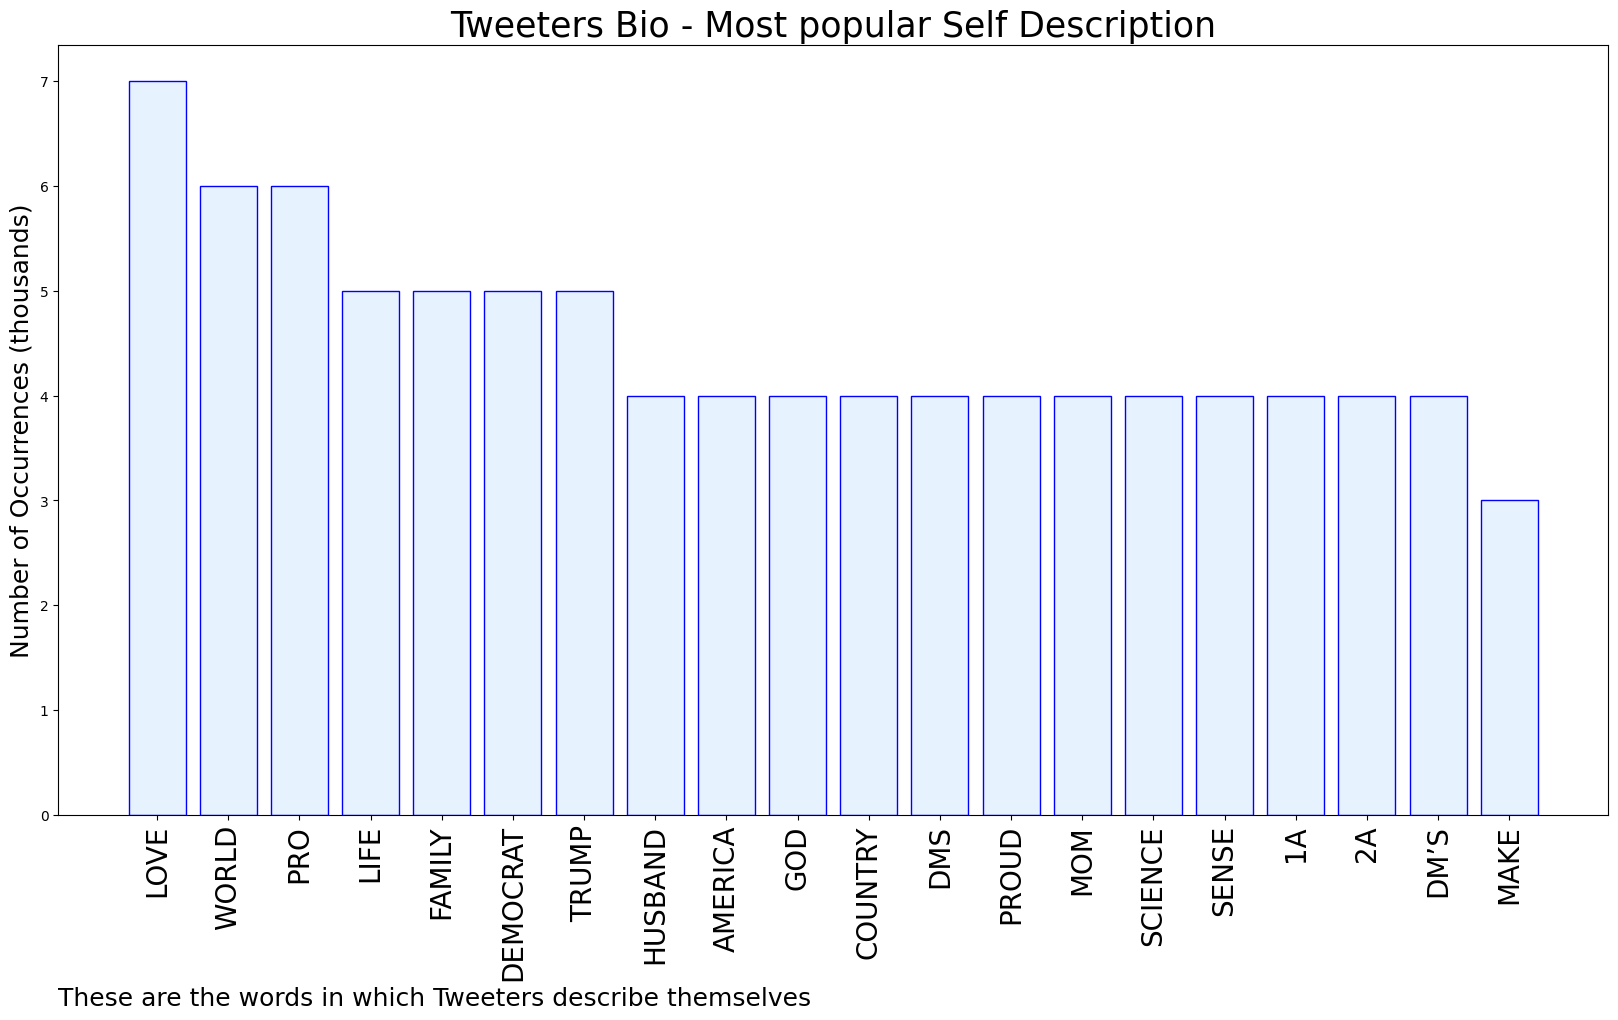 Tweeters Bio - Most popular Self Description
Number of Occurrences (thousands)
7
6
5
4
3
2
1
0
LOVE
WORLD
PRO
LIFE
FAMILY
DEMOCRAT
TRUMP
HUSBAND
AMERICA
GOD
COUNTRY
DMS
PROUD
MOM
SCIENCE
SENSE
1A
2A
DM’S
MAKE
These are the words in which Tweeters describe themselves